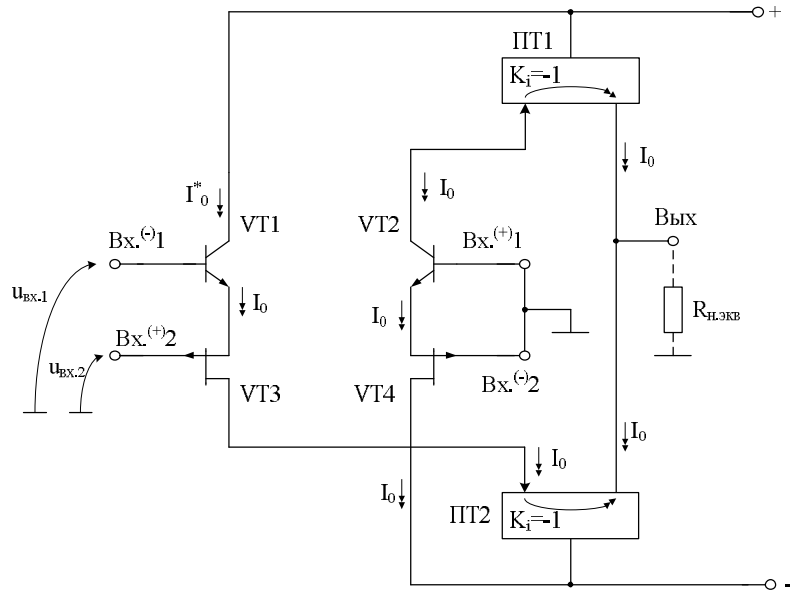 +
ПТ1
Ki=-1
I0
I0
I*0
Вых
VT1
VT2
Вх.(-)1
Вх.(+)1
uвх.1
I0
I0
Rн.экв
Вх.(+)2
uвх.2
Вх.(-)2
VT3
VT4
I0
I0
I0
ПТ2
Ki=-1
-